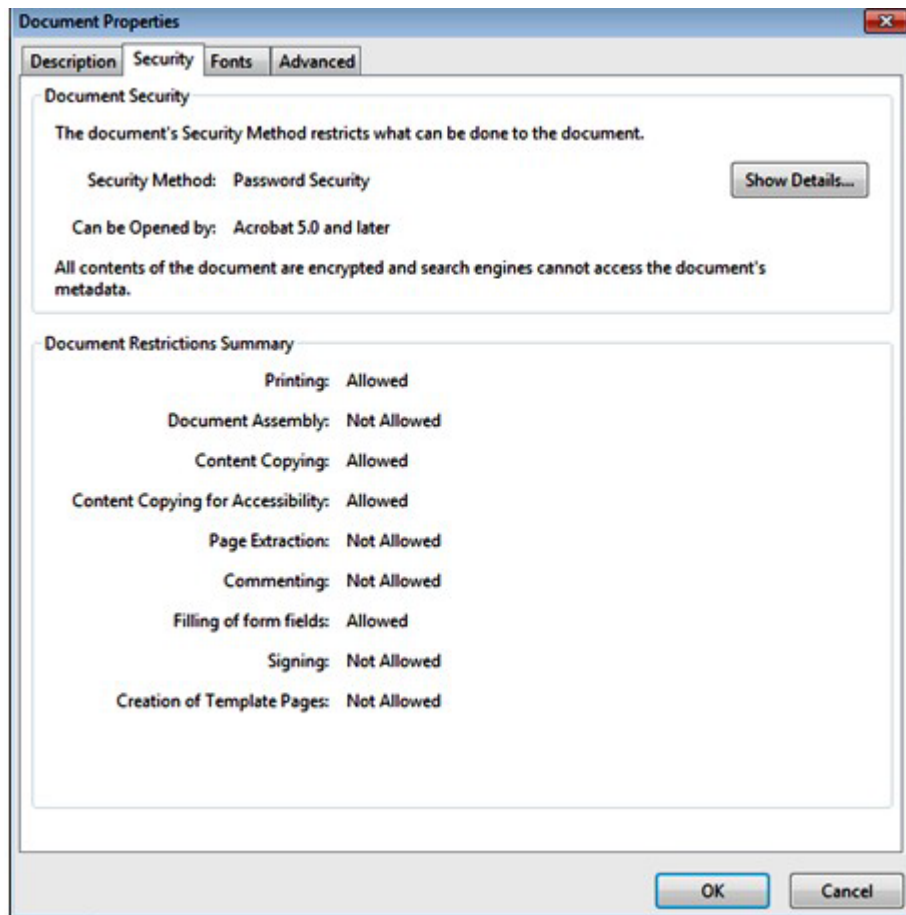 Document Properties
Description Security Fonts Advanced
Document Security
The document's Security Method restricts what can be done to the document.
Security Method: Password Security Show Details...
Can be Opened by: Acrobat 5.0 and later
All contents of the document are encrypted and search engines cannot access the document's
metadata.
Document Restrictions Summary
Printing: Allowed
Document Assembly: Not Allowed
Content Copying: Allowed
Content Copying for Accessibility: Allowed
Page Extraction: Not Allowed
Commenting: Not Allowed
Filling of form fields: Allowed
Signing: Not Allowed
Creation of Template Pages: Not Allowed
OK Cancel